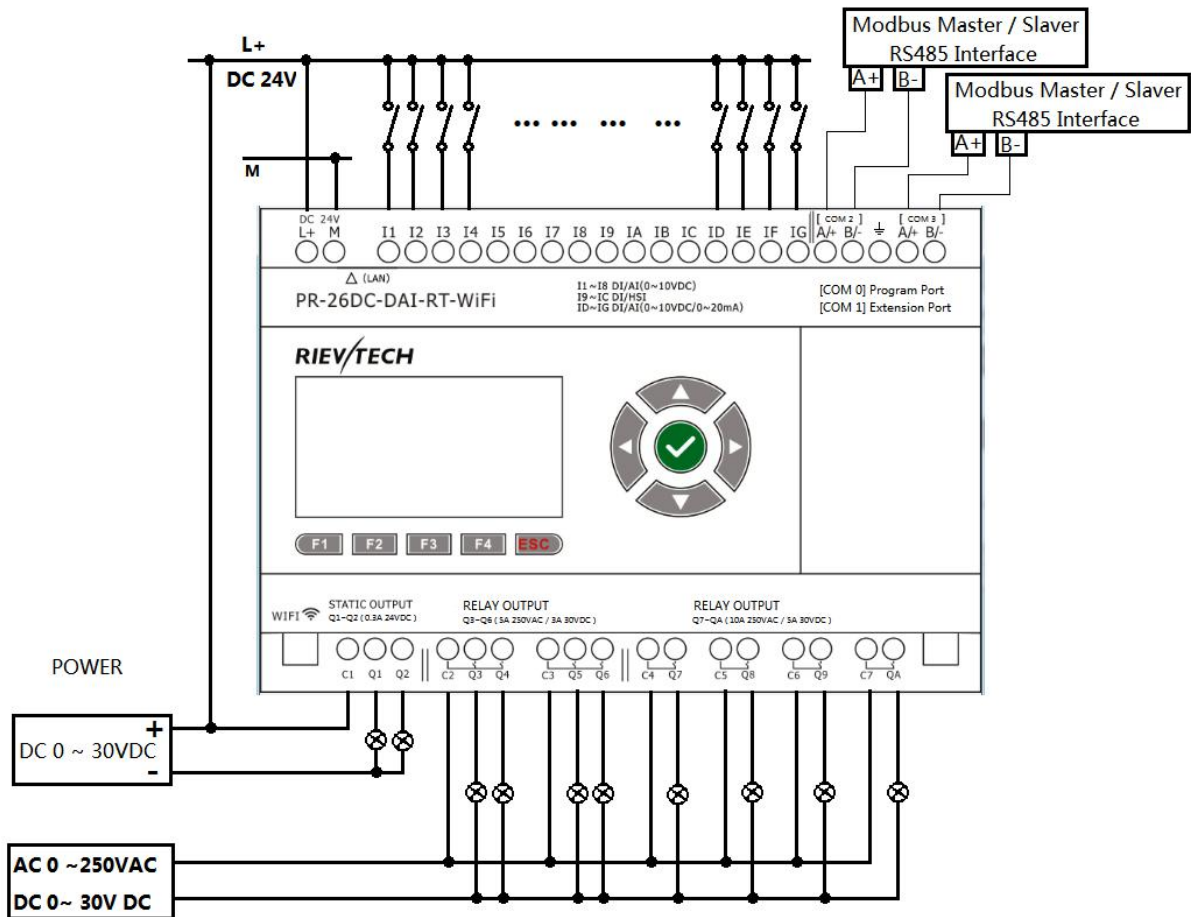 L+
DC 24V
M
Modbus Master / Slaver
RS485 Interface
A+ B-
Modbus Master / Slaver
RS485 Interface
A+ B-
... ... ... ...
DC 24V
L+ M I1 I2 I3 I4 I5 I6 I7 I8 I9 IA IB IC ID IE IF IG
[ COM 2 ] [ COM 3 ]
A/+ B/- A/+ B/-
(LAN)
PR-26DC-DAI-RT-WiFi
I1~I8 DI/AI(0~10VDC)
I9~IC DI/HSI
ID~IG DI/AI(0~10VDC/0~20mA)
[COM 0] Program Port
[COM 1] Extension Port
RIEVTECH
F1 F2 F3 F4 ESC
WIFI
STATIC OUTPUT
Q1-Q2 ( 0.3A 24VDC )
RELAY OUTPUT
Q3-Q6 ( 5A 250VAC / 3A 30VDC )
RELAY OUTPUT
Q7-QA ( 10A 250VAC / 5A 30VDC )
C1 Q1 Q2 C2 Q3 Q4 C3 Q5 Q6 C4 Q7 C5 Q8 C6 Q9 C7 QA
POWER
+
DC 0 ~ 30VDC
-
AC 0 ~250VAC
DC 0~ 30V DC